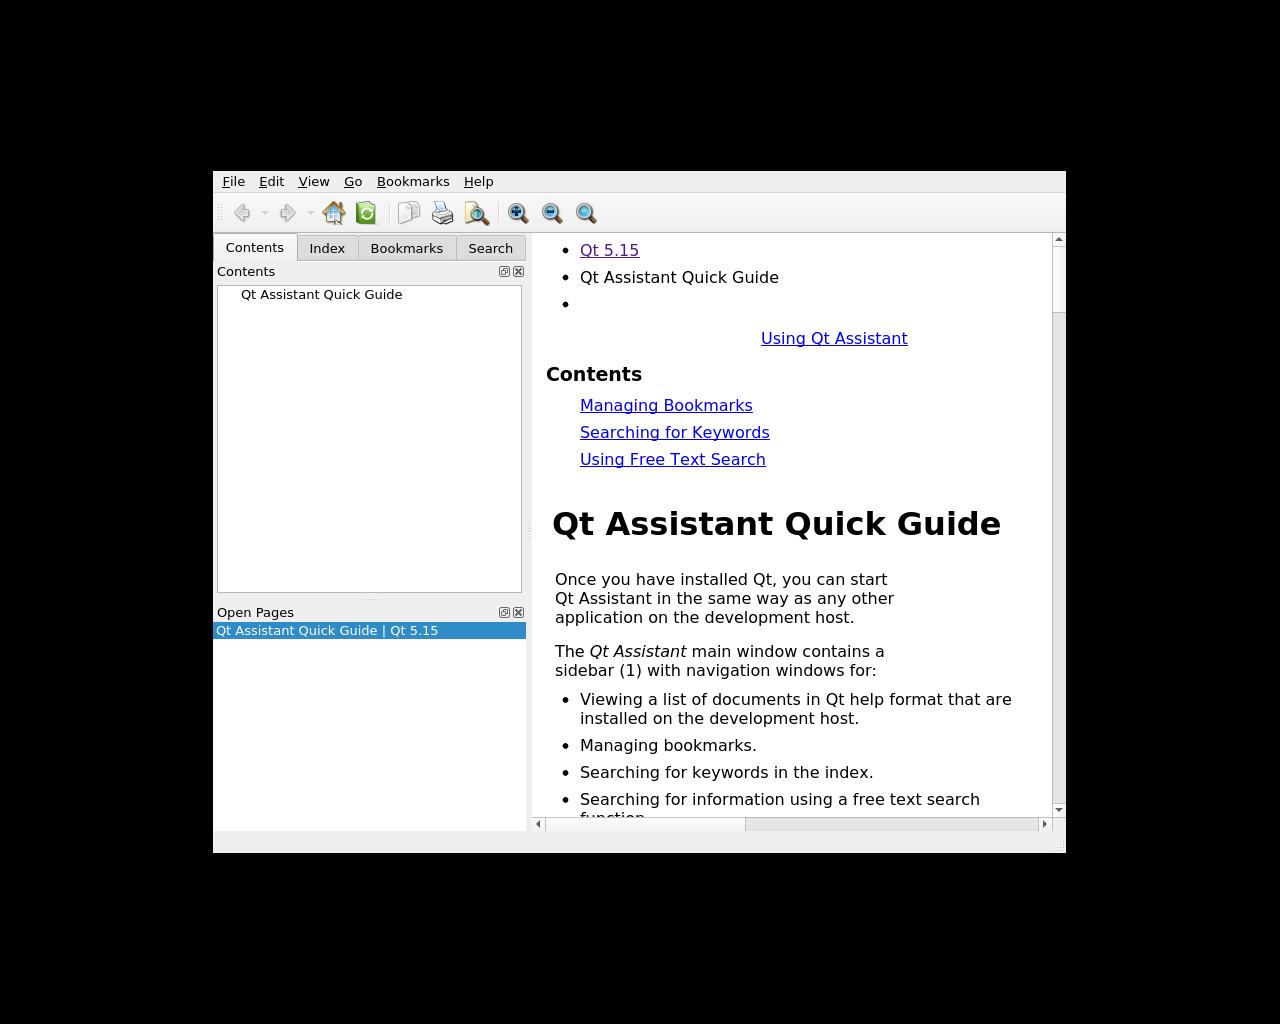 File Edit View Go Bookmarks Help
Contents Index Bookmarks Search
Contents
Qt Assistant Quick Guide
Open Pages
Qt Assistant Quick Guide | Qt 5.15
Qt 5.15
Qt Assistant Quick Guide
Using Qt Assistant
Contents
Managing Bookmarks
Searching for Keywords
Using Free Text Search
Qt Assistant Quick Guide
Once you have installed Qt, you can start
Qt Assistant in the same way as any other
application on the development host.
The Qt Assistant main window contains a
sidebar (1) with navigation windows for:
Viewing a list of documents in Qt help format that are
installed on the development host.
Managing bookmarks.
Searching for keywords in the index.
Searching for information using a free text search
function.